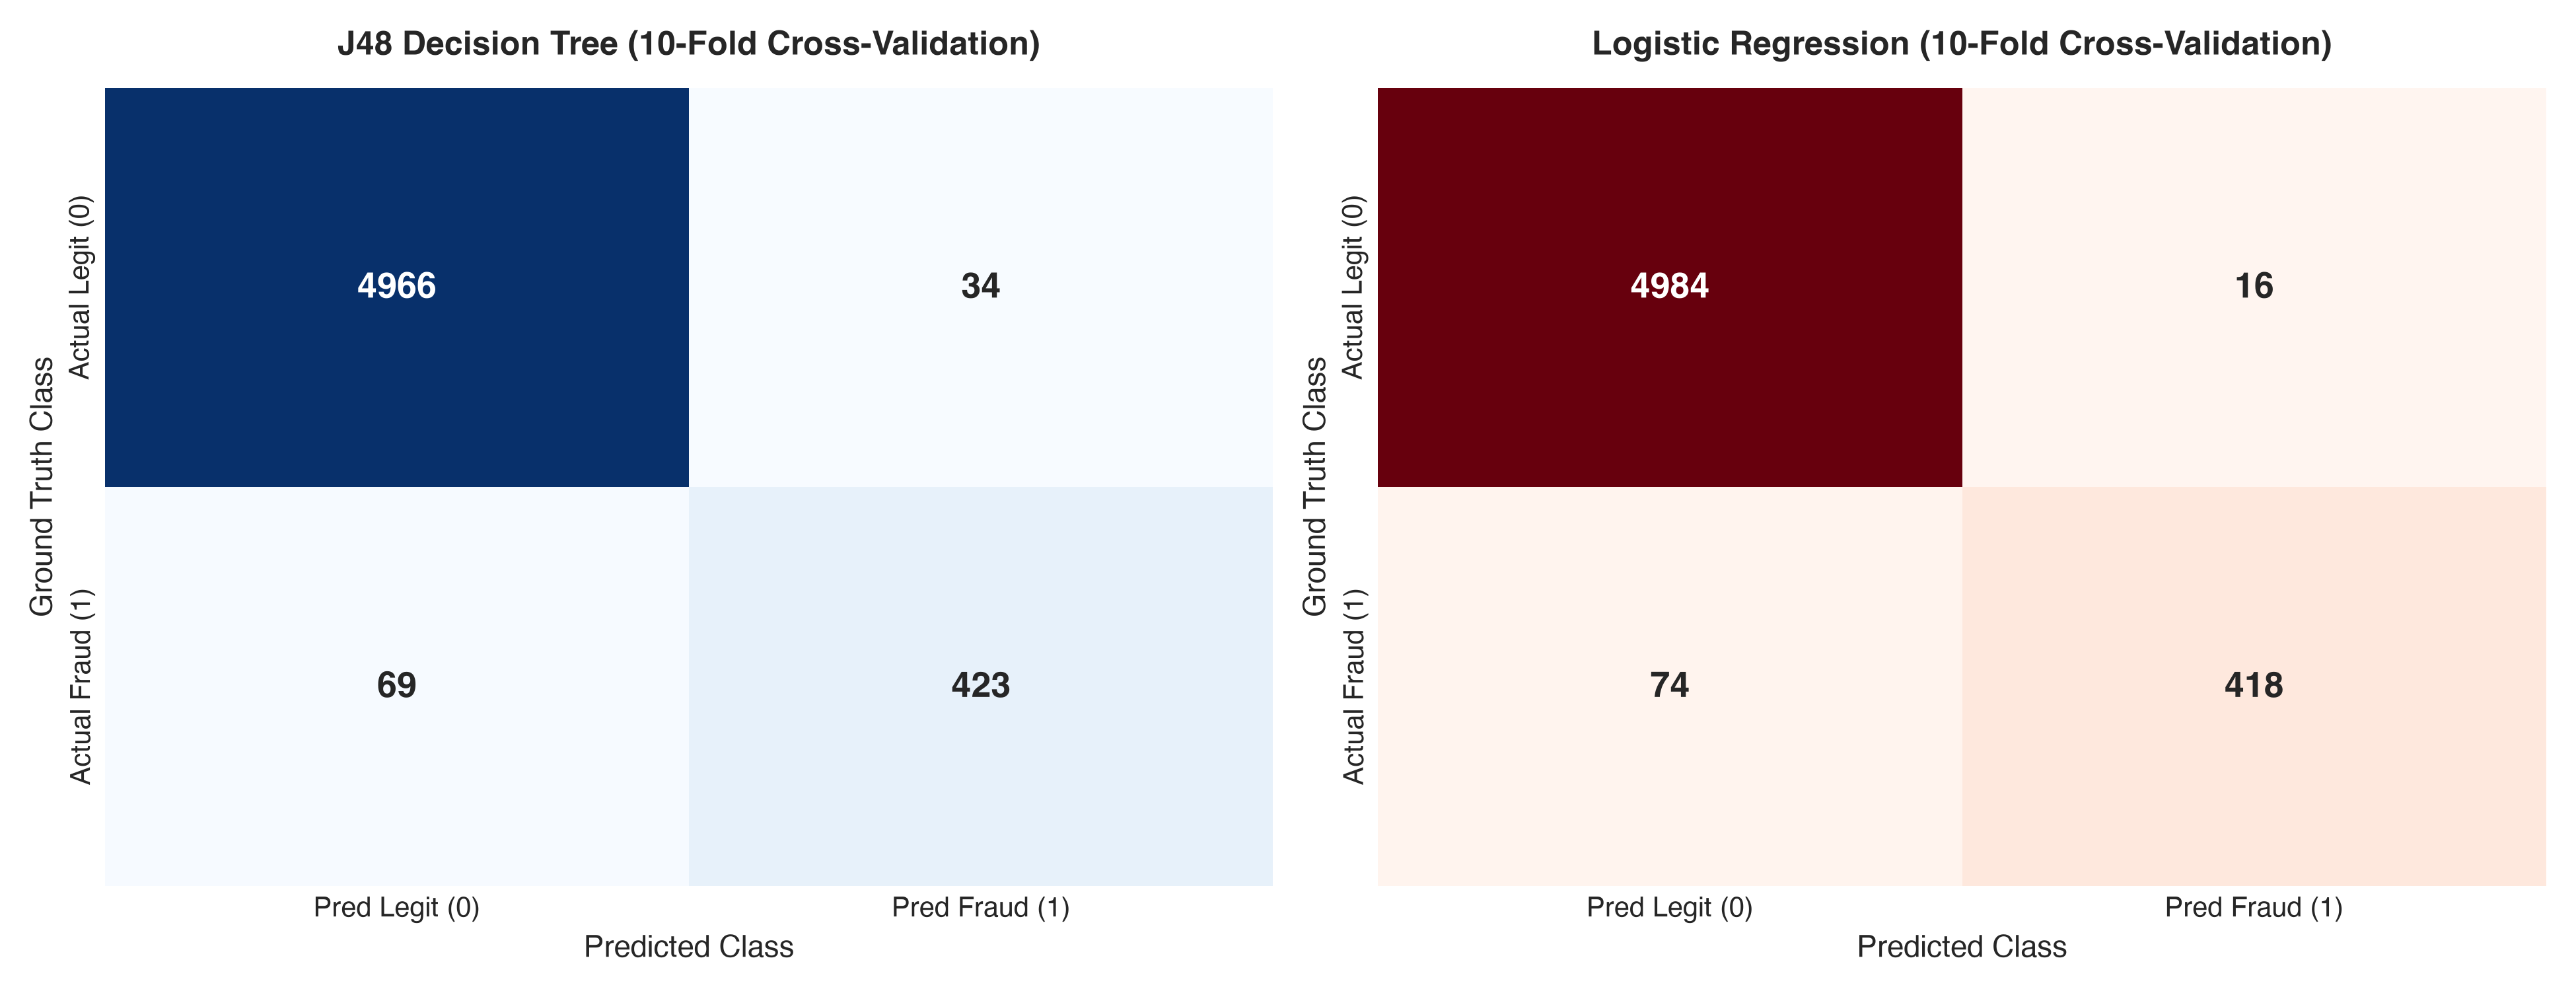 J48 Decision Tree (10-Fold Cross-Validation)
Ground Truth Class
Actual Legit (0)
Actual Fraud (1)
4966
34
69
423
Pred Legit (0)
Pred Fraud (1)
Predicted Class
Logistic Regression (10-Fold Cross-Validation)
Ground Truth Class
Actual Legit (0)
Actual Fraud (1)
4984
16
74
418
Pred Legit (0)
Pred Fraud (1)
Predicted Class